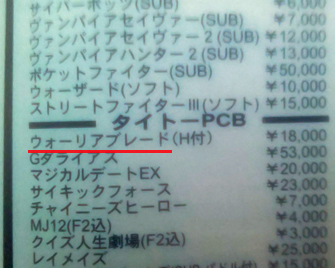 サイバーボッツ(SUB) ¥6,000
ヴァンパイアセイヴァー(SUB) ¥7,000
ヴァンパイアセイヴァー2(SUB) ¥12,000
ヴァンパイアハンター2(SUB) ¥13,000
ポケットファイター(SUB) ¥50,000
ウォーザード(ソフト) ¥10,000
ストリートファイターIII(ソフト) ¥15,000
タイトーPCB
ウォーリアブレード(H付) ¥18,000
Gダライアス ¥53,000
マジカルデートEX ¥20,000
サイキックフォース ¥23,000
チャイニーズヒーロー ¥7,000
MJ12(F2込) ¥4,000
クイズ人生劇場(F2込) ¥3,000
レイメイズ ¥25,000
¥15,000